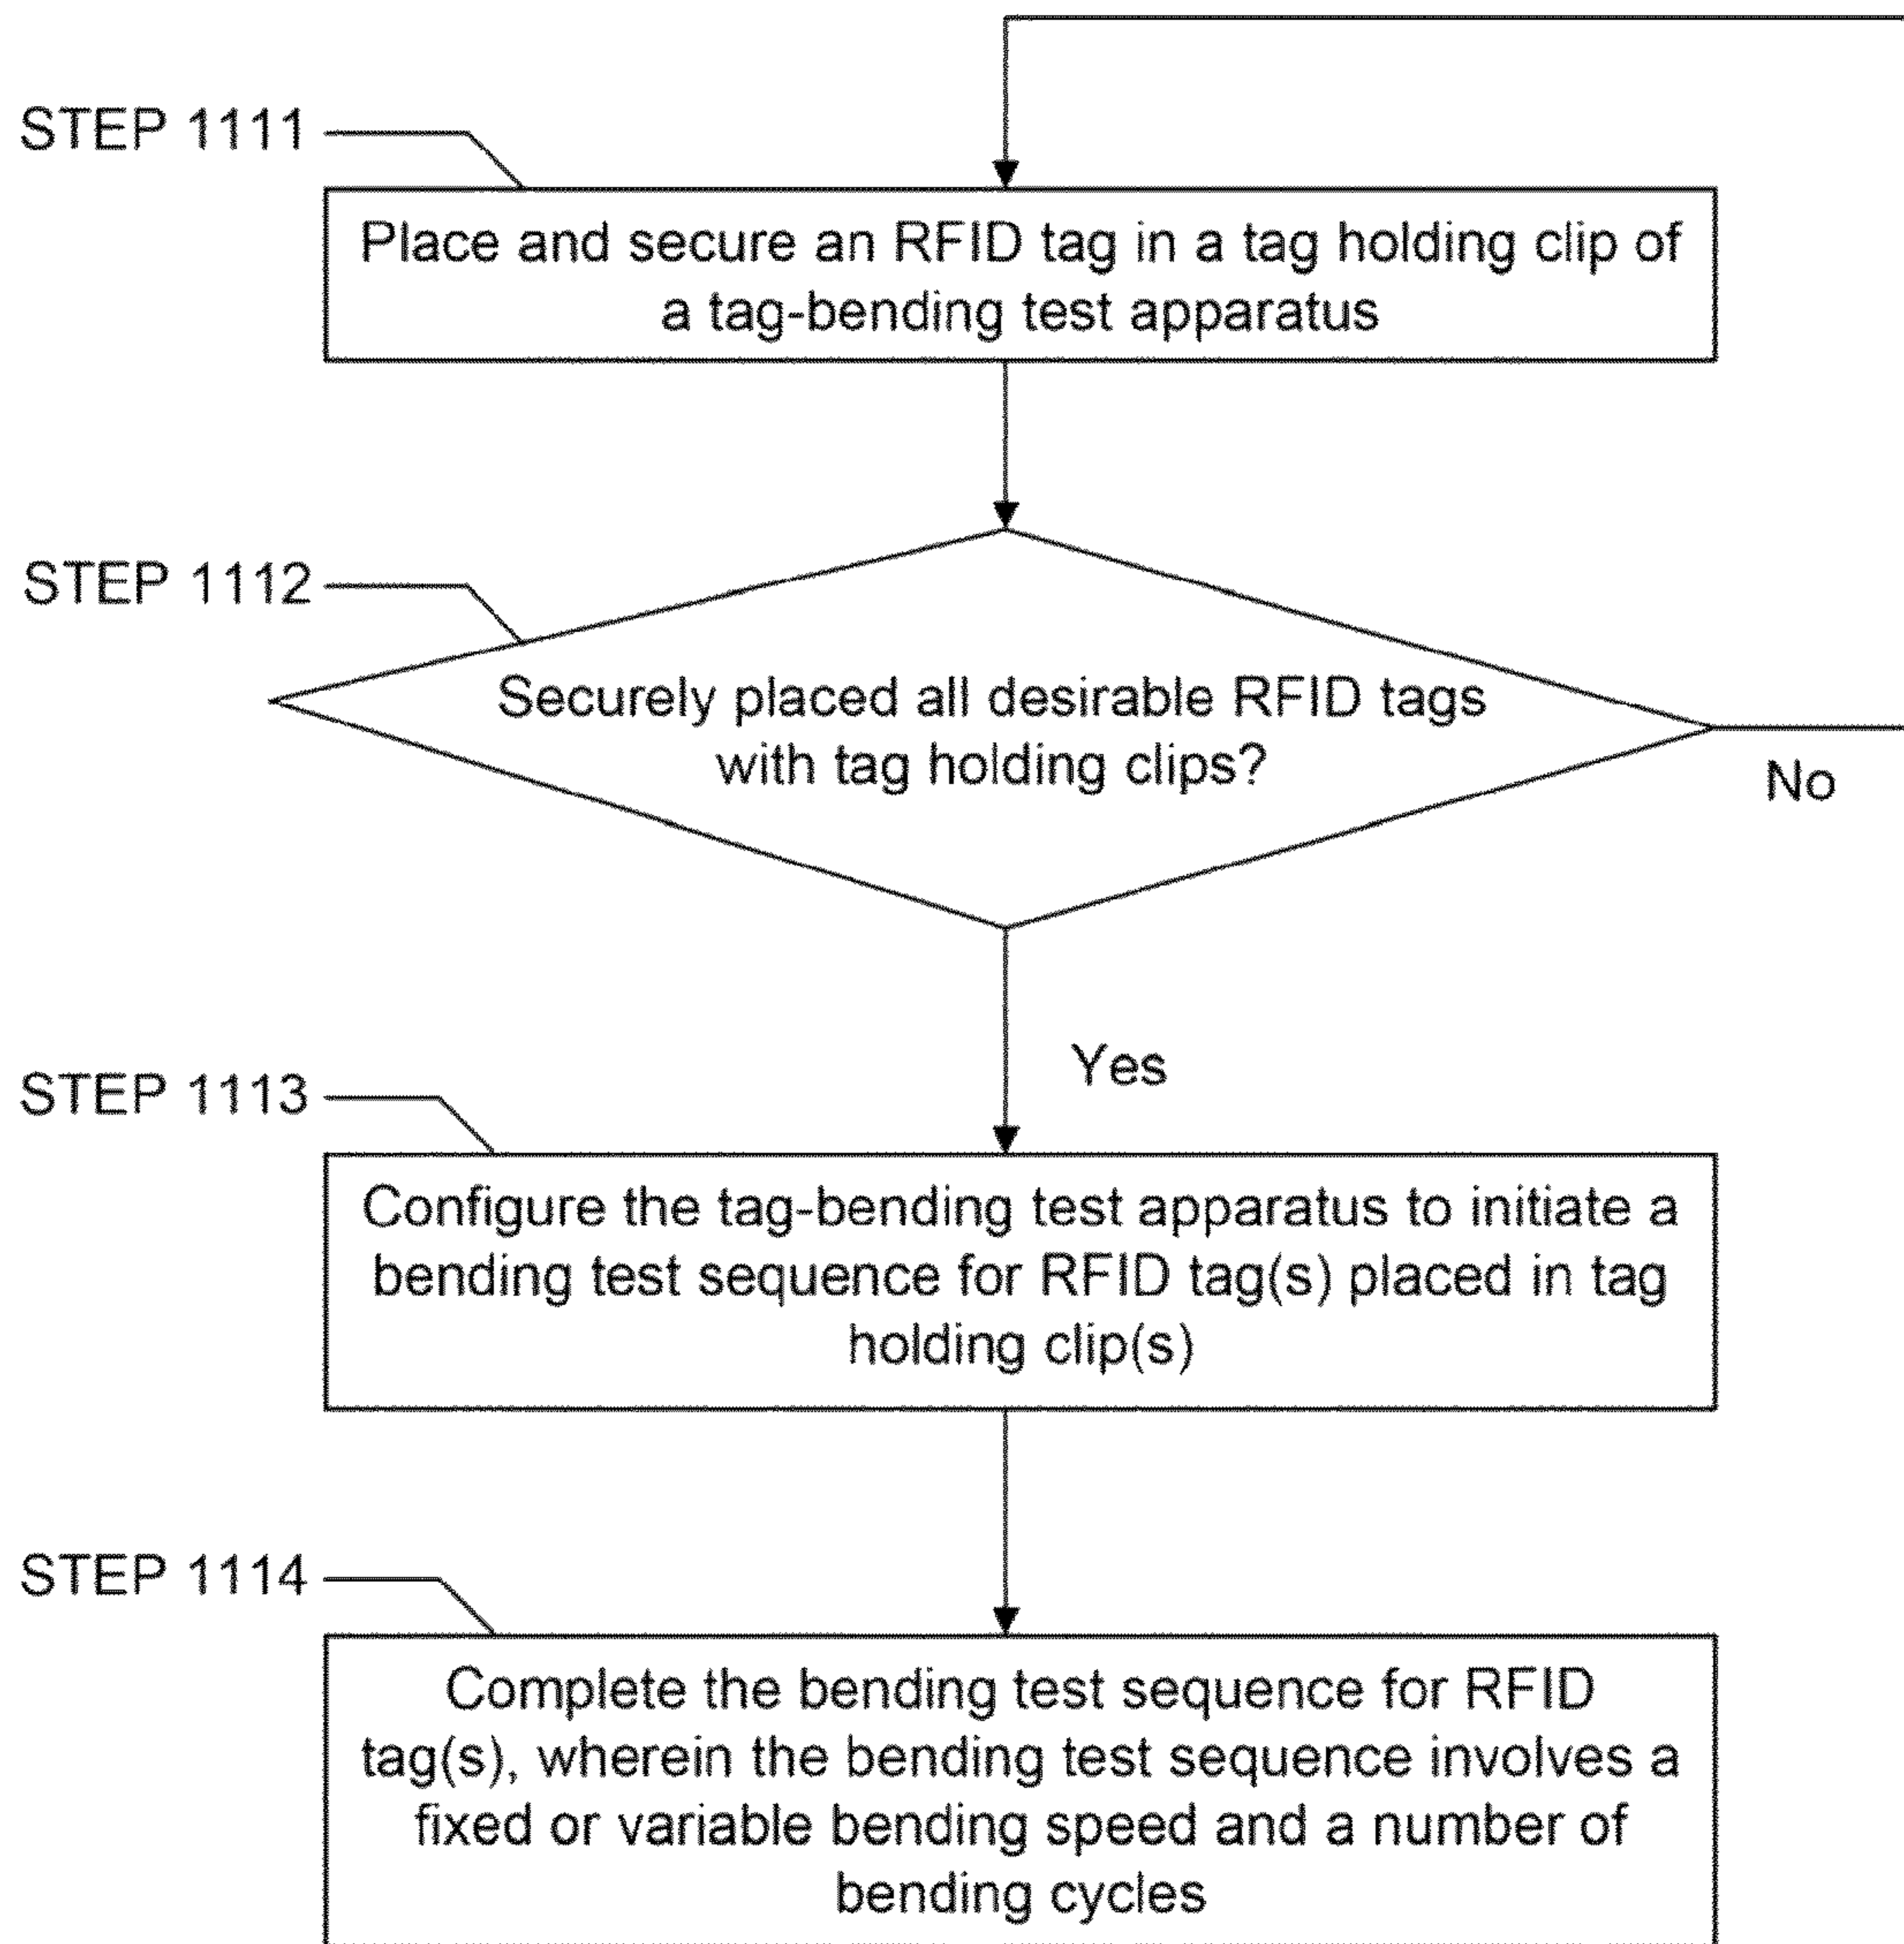 STEP 1111
Place and secure an RFID tag in a tag holding clip of
a tag-bending test apparatus
STEP 1112
Securely placed all desirable RFID tags
with tag holding clips?
No
Yes
STEP 1113
Configure the tag-bending test apparatus to initiate a
bending test sequence for RFID tag(s) placed in tag
holding clip(s)
STEP 1114
Complete the bending test sequence for RFID
tag(s), wherein the bending test sequence involves a
fixed or variable bending speed and a number of
bending cycles